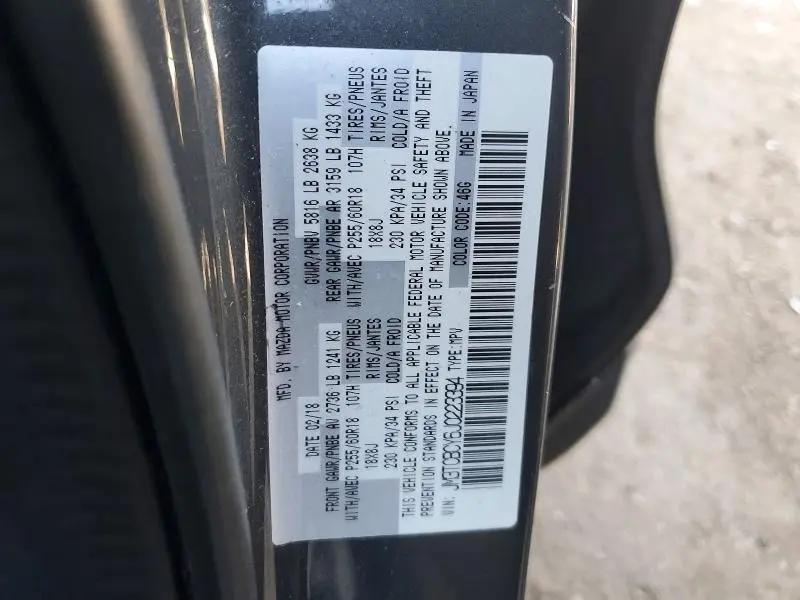 MFD. BY MAZDA MOTOR CORPORATION
DATE 02/18 GVWR/PNBV 5816 LB 2638 KG
FRONT GAWR/PNBE AV 2736 LB 1241 KG REAR GAWR/PNBE AR 3159 LB 1433 KG
WITH/AVEC P255/60R18 107H TIRES/PNEUS WITH/AVEC P255/60R18 107H TIRES/PNEUS
18X8J RIMS/JANTES 18X8J RIMS/JANTES
230 KPA/34 PSI COLD/A FROID 230 KPA/34 PSI COLD/A FROID
THIS VEHICLE CONFORMS TO ALL APPLICABLE FEDERAL MOTOR VEHICLE SAFETY AND THEFT
PREVENTION STANDARDS IN EFFECT ON THE DATE OF MANUFACTURE SHOWN ABOVE.
VIN: JM3TCBCY6J0223394 TYPE: MPV COLOR CODE: 46G MADE IN JAPAN